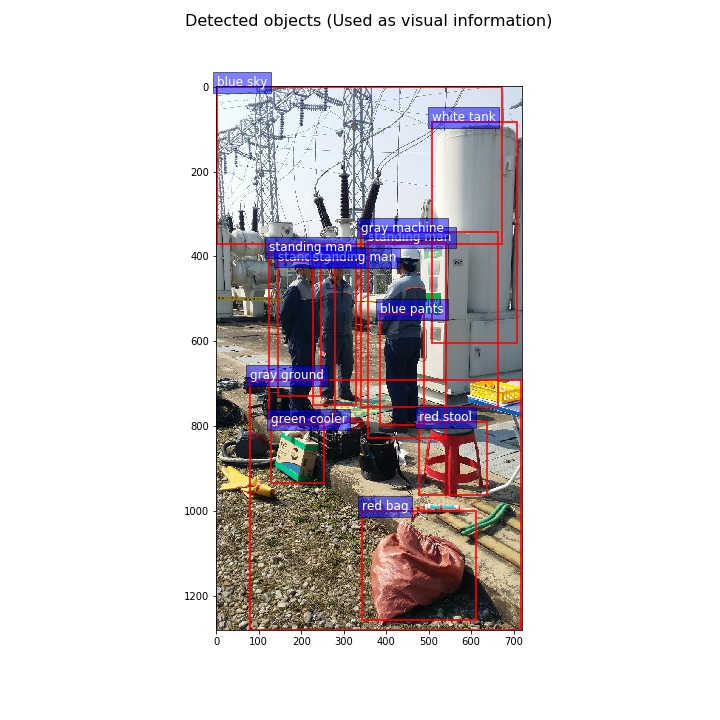 Detected objects (Used as visual information)
blue sky
0
white tank
200
gray machine
standing man
standing man
400
standing man
blue pants
600
gray ground
red stool
green cooler
800
red bag
1000
1200
0 100 200 300 400 500 600 700